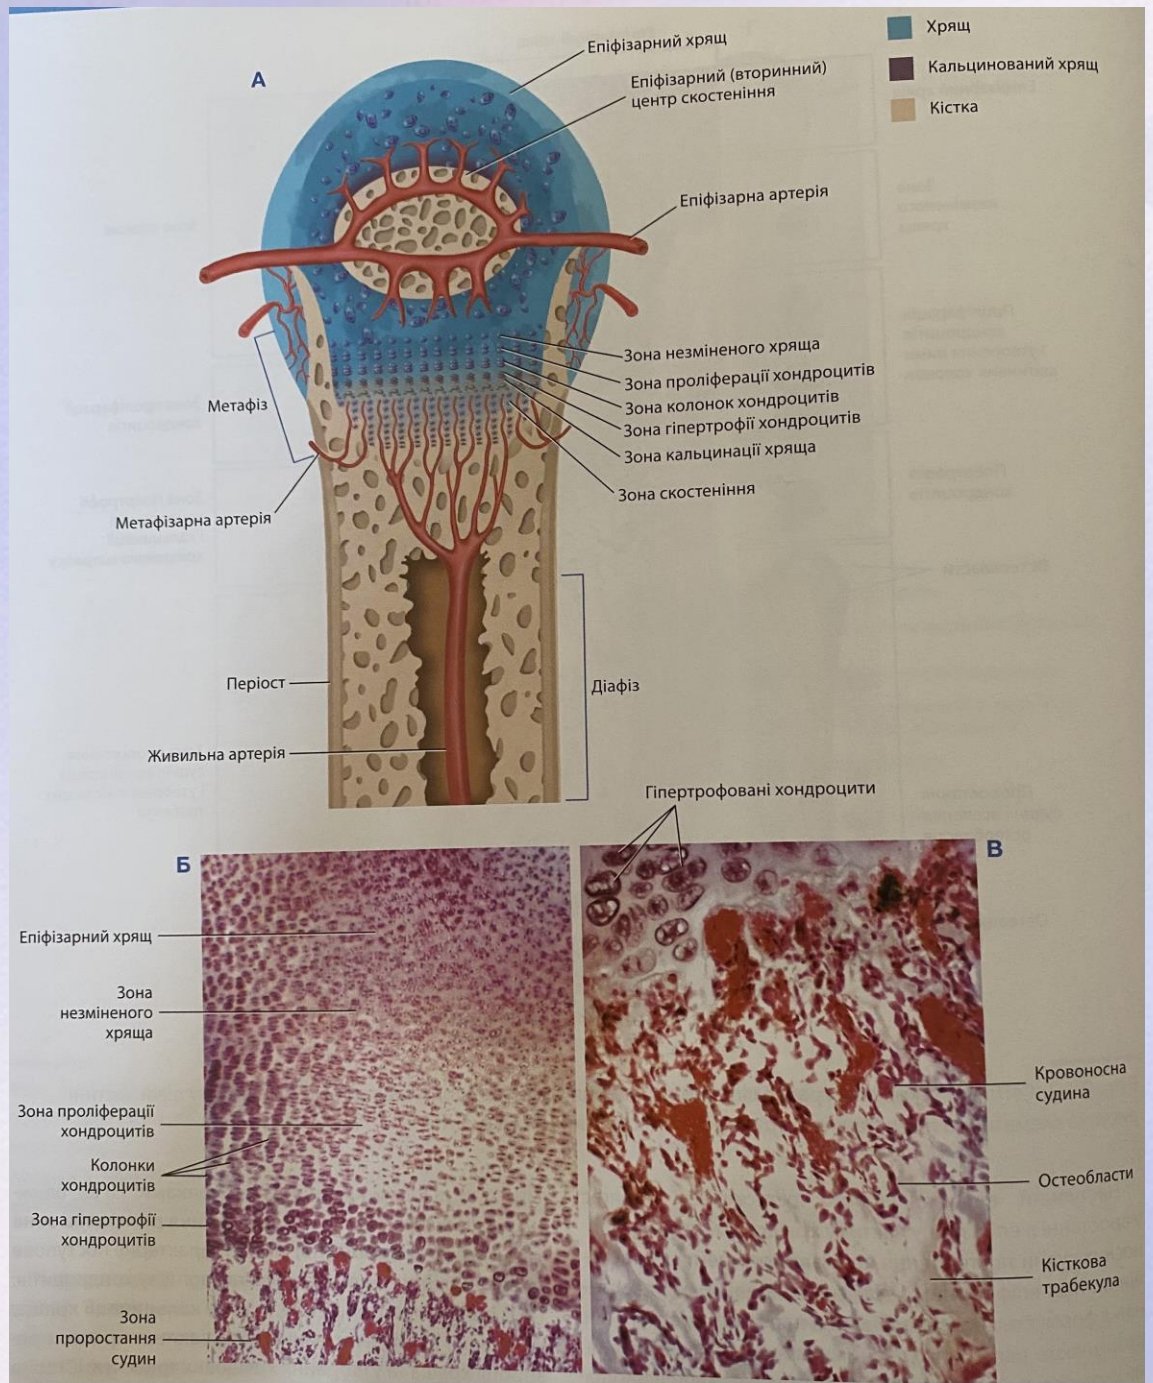 А
Епіфізарний хрящ
Епіфізарний (вторинний)
центр скостеніння
Хрящ
Кальцинований хрящ
Кістка
Епіфізарна артерія
Зона незміненого хряща
Зона проліферації хондроцитів
Зона колонок хондроцитів
Зона гіпертрофії хондроцитів
Зона кальцинації хряща
Зона скостеніння
Метафіз
Метафізарна артерія
Періост
Діафіз
Живильна артерія
Гіпертрофовані хондроцити
Б
Епіфізарний хрящ
Зона
незміненого
хряща
Зона проліферації
хондроцитів
Колонки
хондроцитів
Зона гіпертрофії
хондроцитів
Зона
проростання
судин
В
Кровоносна
судина
Остеобласти
Кісткова
трабекула